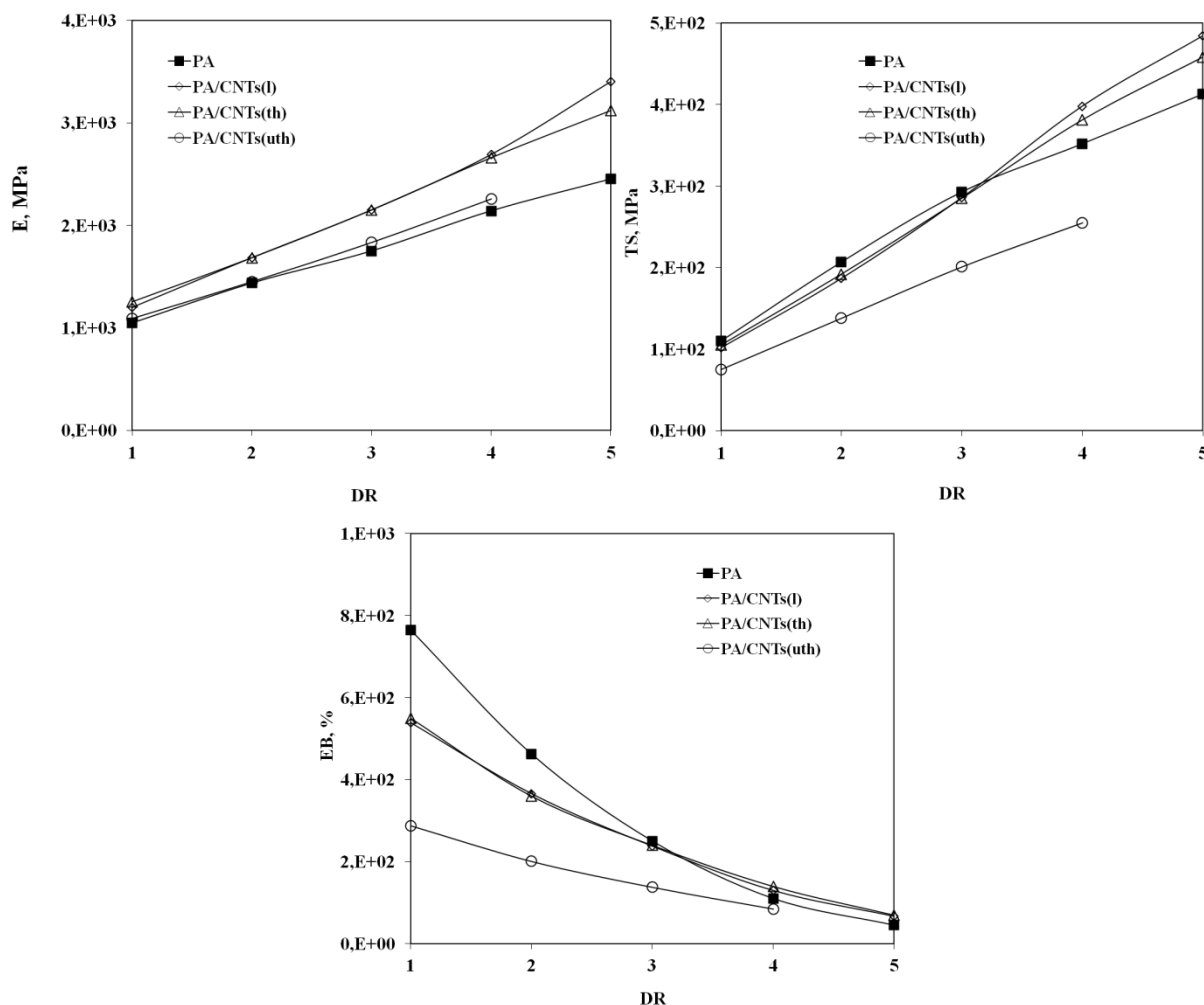 4,E+03
3,E+03
2,E+03
1,E+03
0,E+00
E, MPa
PA
PA/CNTs(l)
PA/CNTs(th)
PA/CNTs(uth)
1 2 3 4 5
DR
5,E+02
4,E+02
3,E+02
2,E+02
1,E+02
0,E+00
TS, MPa
PA
PA/CNTs(l)
PA/CNTs(th)
PA/CNTs(uth)
1 2 3 4 5
DR
1,E+03
8,E+02
6,E+02
4,E+02
2,E+02
0,E+00
EB, %
PA
PA/CNTs(l)
PA/CNTs(th)
PA/CNTs(uth)
1 2 3 4 5
DR